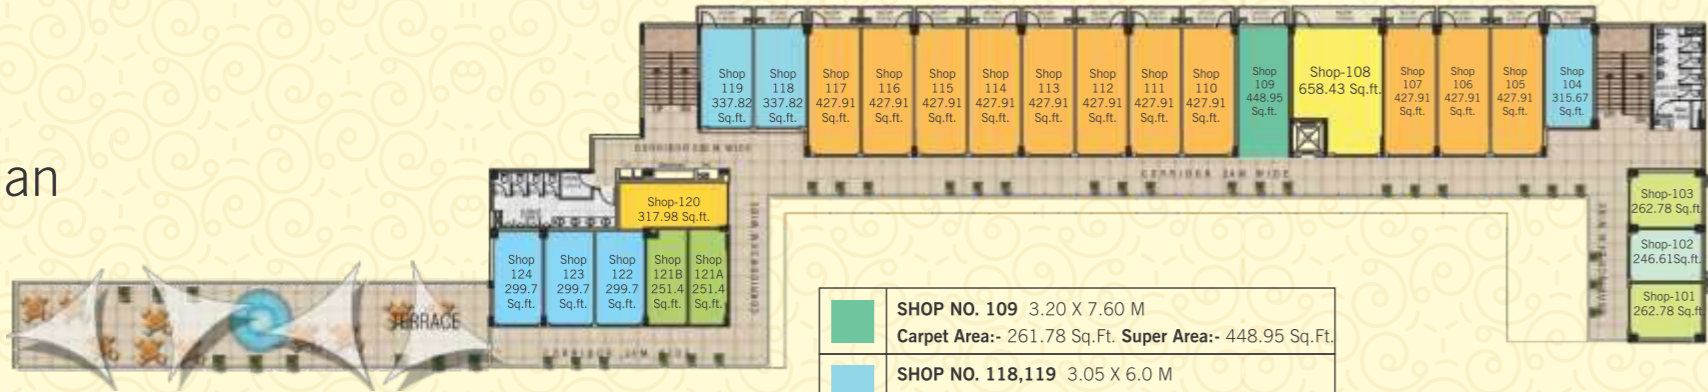 an
Shop
119
337.82
Sq.ft.
Shop
118
337.82
Sq.ft.
Shop
117
427.91
Sq.ft.
Shop
116
427.91
Sq.ft.
Shop
115
427.91
Sq.ft.
Shop
114
427.91
Sq.ft.
Shop
113
427.91
Sq.ft.
Shop
112
427.91
Sq.ft.
Shop
111
427.91
Sq.ft.
Shop
110
427.91
Sq.ft.
Shop
109
448.95
Sq.ft.
Shop-108
658.43 Sq.ft.
Shop
107
427.91
Sq.ft.
Shop
106
427.91
Sq.ft.
Shop
105
427.91
Sq.ft.
Shop
104
315.67
Sq.ft.
Shop-103
262.78 Sq.ft
Shop-102
246.61Sq.ft.
Shop-101
262.78 Sq.ft
Shop-120
317.98 Sq.ft.
Shop
124
299.7
Sq.ft.
Shop
123
299.7
Sq.ft.
Shop
122
299.7
Sq.ft.
Shop
121B
251.4
Sq.ft.
Shop
121A
251.4
Sq.ft.
TERRACE
SHOP NO. 109 3.20 X 7.60 M
Carpet Area:- 261.78 Sq.Ft. Super Area:- 448.95 Sq.Ft.
SHOP NO. 118,119 3.05 X 6.0 M